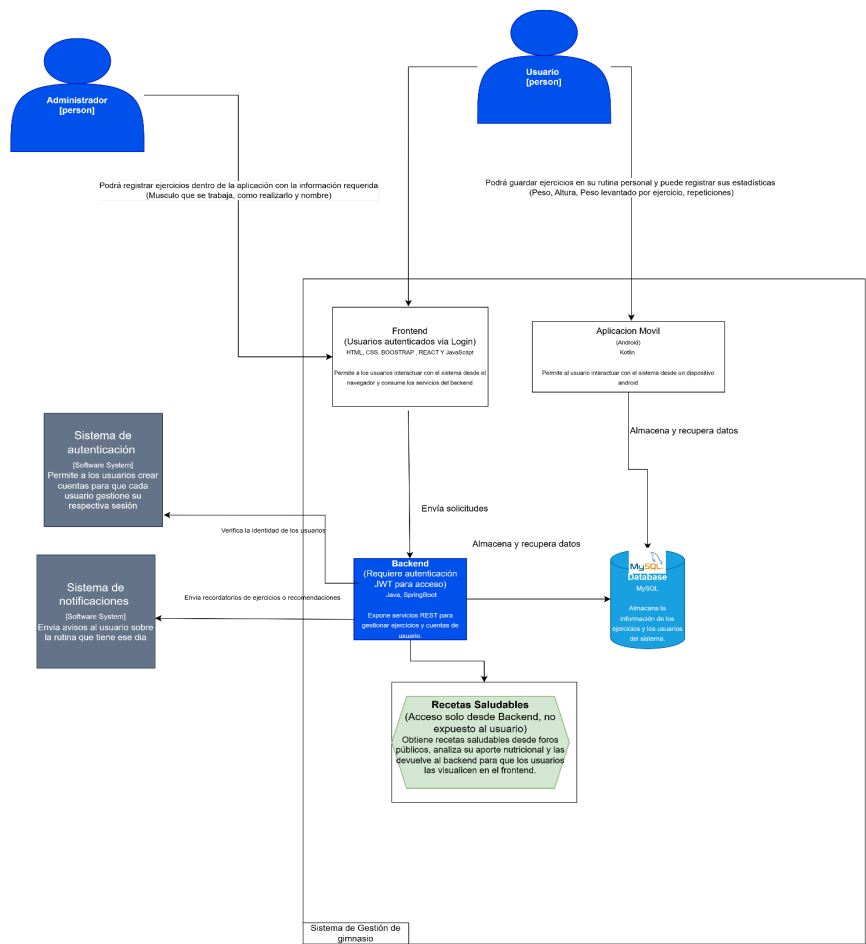 Usuario
[person]
Administrador
[person]
Podrá registrar ejercicios dentro de la aplicación con la información requerida
(Musculo que se trabaja, como realizarlo y nombre)
Podrá guardar ejercicios en su rutina personal y puede registrar sus estadísticas
(Peso, Altura, Peso levantado por ejercicio, repeticiones)
Frontend
(Usuarios autenticados via Login)
HTML, CSS, BOOSTRAP , REACT Y JavaScript
Permite a los usuarios interactuar con el sistema desde el
navegador y consume los servicios del backend
Aplicacion Movil
(Android)
Kotlin
Permite al usuario interactuar con el sistema desde un dispositivo
android
Sistema de
autenticación
[Software System]
Permite a los usuarios crear
cuentas para que cada
usuario gestione su
respectiva sesión
Almacena y recupera datos
Envía solicitudes
Verifica la identidad de los usuarios
Almacena y recupera datos
Sistema de
notificaciones
[Software System]
Envia avisos al usuario sobre
la rutina que tiene ese dia
Envia recordatorios de ejercicios o recomendaciones
Backend
(Requiere autenticación
JWT para acceso)
Java, SpringBoot
Expone servicios REST para
gestionar ejercicios y cuentas de
usuario.
MySQL
Database
MySQL
Almacena la
información de los
ejercicios y los usuarios
del sistema.
Recetas Saludables
(Acceso solo desde Backend, no
expuesto al usuario)
Obtiene recetas saludables desde foros
públicos, analiza su aporte nutricional y las
devuelve al backend para que los usuarios
las visualicen en el frontend.
Sistema de Gestión de
gimnasio